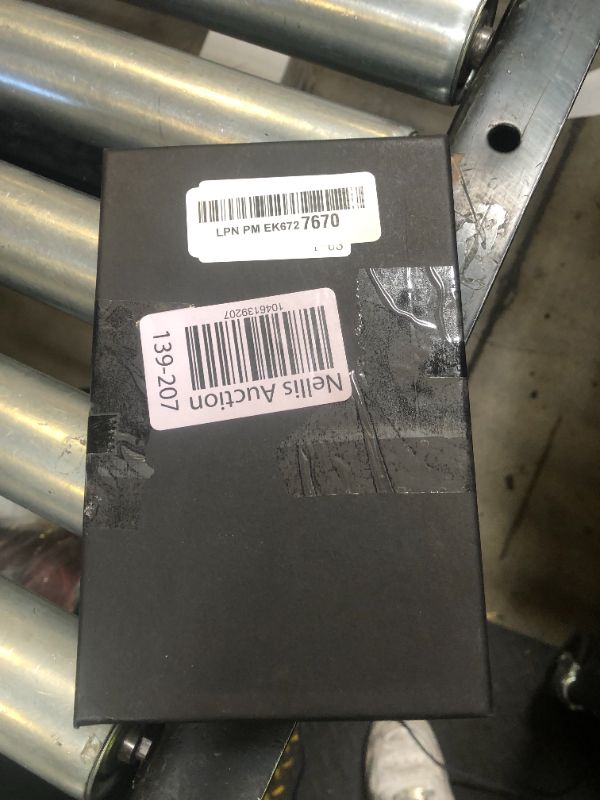 LPN PM EK672 7670
1046139207
Nellis Auction
139-207